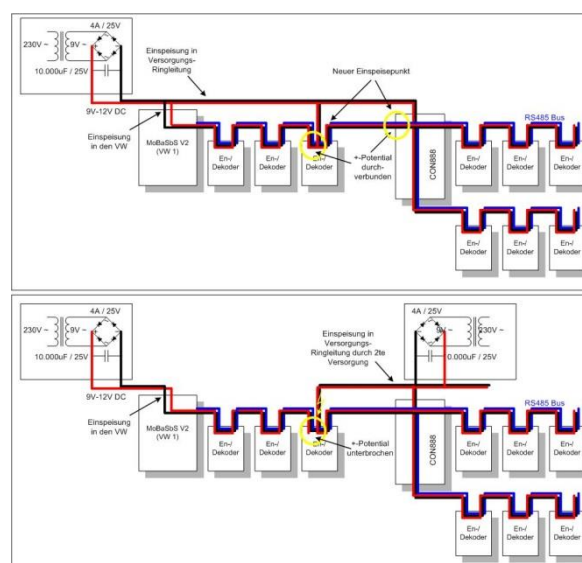 4A / 25V
230V ~
9V ~
10.000uF / 25V
Einspeisung in
Versorgungs-
Ringleitung
Neuer Einspeisepunkt
9V-12V DC
RS485 Bus
Einspeisung
in den VW
MoBaSbS V2
(VW 1)
En-/
Dekoder
En-/
Dekoder
En-/
Dekoder
+-Potential
durch-
verbunden
CON888
En-/
Dekoder
En-/
Dekoder
En-/
Dekoder
En-/
Dekoder
En-/
Dekoder
En-/
Dekoder
4A / 25V
230V ~
9V ~
10.000uF / 25V
Einspeisung in
Versorgungs-
Ringleitung durch 2te
Versorgung
4A / 25V
9V ~
230V ~
0.000uF / 25V
9V-12V DC
RS485 Bus
Einspeisung
in den VW
MoBaSbS V2
(VW 1)
En-/
Dekoder
En-/
Dekoder
En-/
Dekoder
+-Potential
unterbrochen
CON888
En-/
Dekoder
En-/
Dekoder
En-/
Dekoder
En-/
Dekoder
En-/
Dekoder
En-/
Dekoder